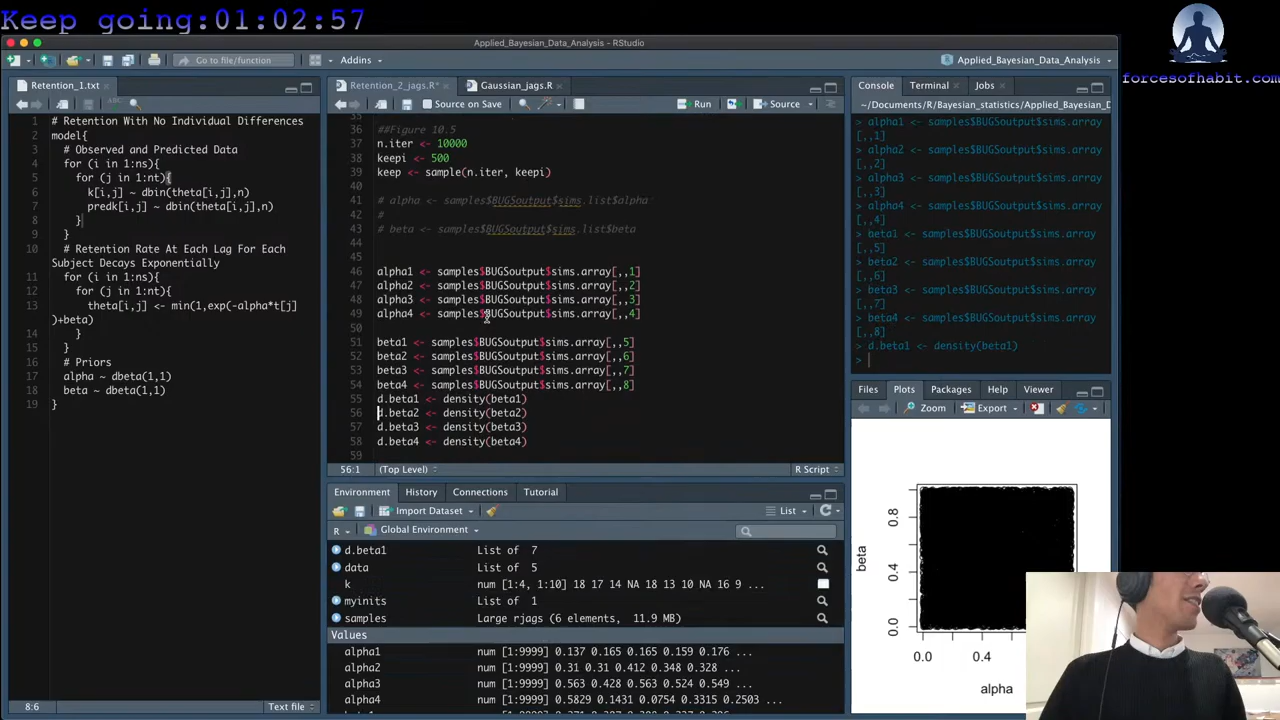 Keep going:01:02:57
forcesofhabit.com
Applied_Bayesian_Data_Analysis - RStudio
Go to file/function
Addins
Applied_Bayesian_Data_Analysis
Retention_1.txt
1 # Retention With No Individual Differences
2 model{
3 # Observed and Predicted Data
4 for (i in 1:ns){
5 for (j in 1:nt){
6 k[i,j] ~ dbin(theta[i,j],n)
7 predk[i,j] ~ dbin(theta[i,j],n)
8 }
9 }
10 # Retention Rate At Each Lag For Each
Subject Decays Exponentially
11 for (i in 1:ns){
12 for (j in 1:nt){
13 theta[i,j] <- min(1,exp(-alpha*t[j]
)+beta)
14 }
15 }
16 # Priors
17 alpha ~ dbeta(1,1)
18 beta ~ dbeta(1,1)
19 }
8:6
Text file
Retention_2_jags.R*
Gaussian_jags.R
Source on Save
Run
Source
35
36 ##Figure 10.5
37 n.iter <- 10000
38 keepi <- 500
39 keep <- sample(n.iter, keepi)
40
41 # alpha <- samples$BUGSoutput$sims.list$alpha
42 #
43 # beta <- samples$BUGSoutput$sims.list$beta
44
45
46 alpha1 <- samples$BUGSoutput$sims.array[,,1]
47 alpha2 <- samples$BUGSoutput$sims.array[,,2]
48 alpha3 <- samples$BUGSoutput$sims.array[,,3]
49 alpha4 <- samples$BUGSoutput$sims.array[,,4]
50
51 beta1 <- samples$BUGSoutput$sims.array[,,5]
52 beta2 <- samples$BUGSoutput$sims.array[,,6]
53 beta3 <- samples$BUGSoutput$sims.array[,,7]
54 beta4 <- samples$BUGSoutput$sims.array[,,8]
55 d.beta1 <- density(beta1)
56 d.beta2 <- density(beta2)
57 d.beta3 <- density(beta3)
58 d.beta4 <- density(beta4)
59
56:1
(Top Level)
R Script
Environment
History
Connections
Tutorial
Import Dataset
List
R
Global Environment
d.beta1 List of 7
data List of 5
k num [1:4, 1:10] 18 17 14 NA 18 13 10 NA 16 9 ...
myinits List of 1
samples Large rjags (6 elements, 11.9 MB)
Values
alpha1 num [1:9999] 0.137 0.165 0.165 0.159 0.176 ...
alpha2 num [1:9999] 0.31 0.31 0.412 0.348 0.328 ...
alpha3 num [1:9999] 0.563 0.428 0.563 0.524 0.549 ...
alpha4 num [1:9999] 0.5829 0.1431 0.0754 0.3315 0.2503 ...
Console
Terminal
Jobs
~/Documents/R/Bayesian_statistics/Applied_Bayesian_D
> alpha1 <- samples$BUGSoutput$sims.array
[,,1]
> alpha2 <- samples$BUGSoutput$sims.array
[,,2]
> alpha3 <- samples$BUGSoutput$sims.array
[,,3]
> alpha4 <- samples$BUGSoutput$sims.array
[,,4]
> beta1 <- samples$BUGSoutput$sims.array
[,,5]
> beta2 <- samples$BUGSoutput$sims.array
[,,6]
> beta3 <- samples$BUGSoutput$sims.array
[,,7]
> beta4 <- samples$BUGSoutput$sims.array
[,,8]
> d.beta1 <- density(beta1)
>
Files
Plots
Packages
Help
Viewer
Zoom
Export
beta
0.8
0.4
0.0
0.0
0.4
alpha